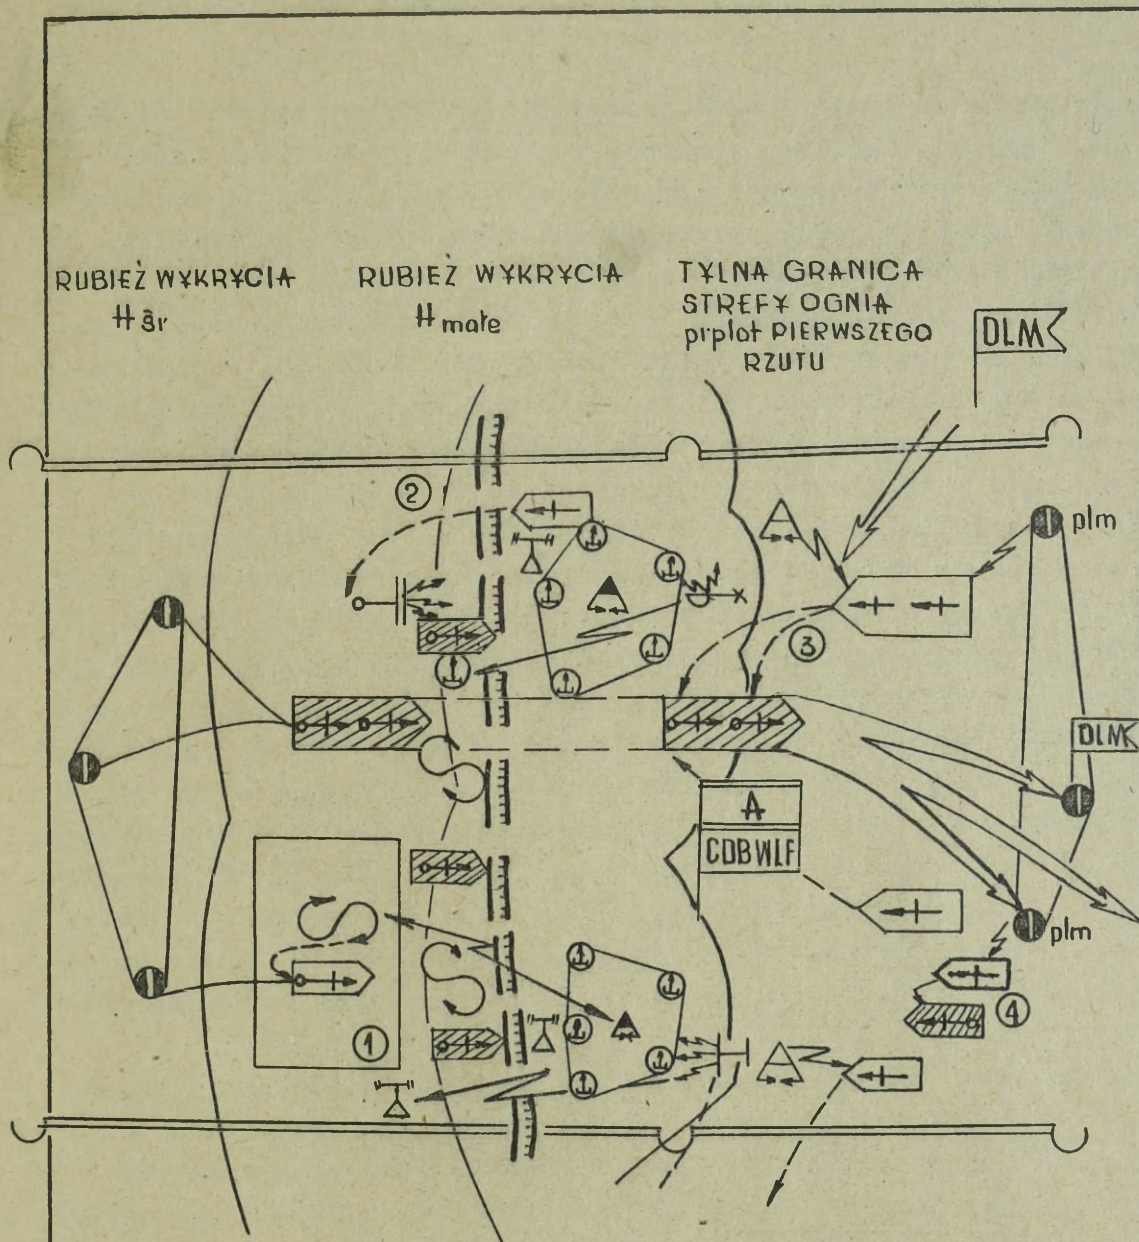 RUBIEŻ WYKRYCIA
H śr
RUBIEŻ WYKRYCIA
H małe
TYLNA GRANICA
STREFY OGNIA
prplot PIERWSZEGO
RZUTU
DLM
2
plm
3
DLM
A
CDBWLF
plm
4
1